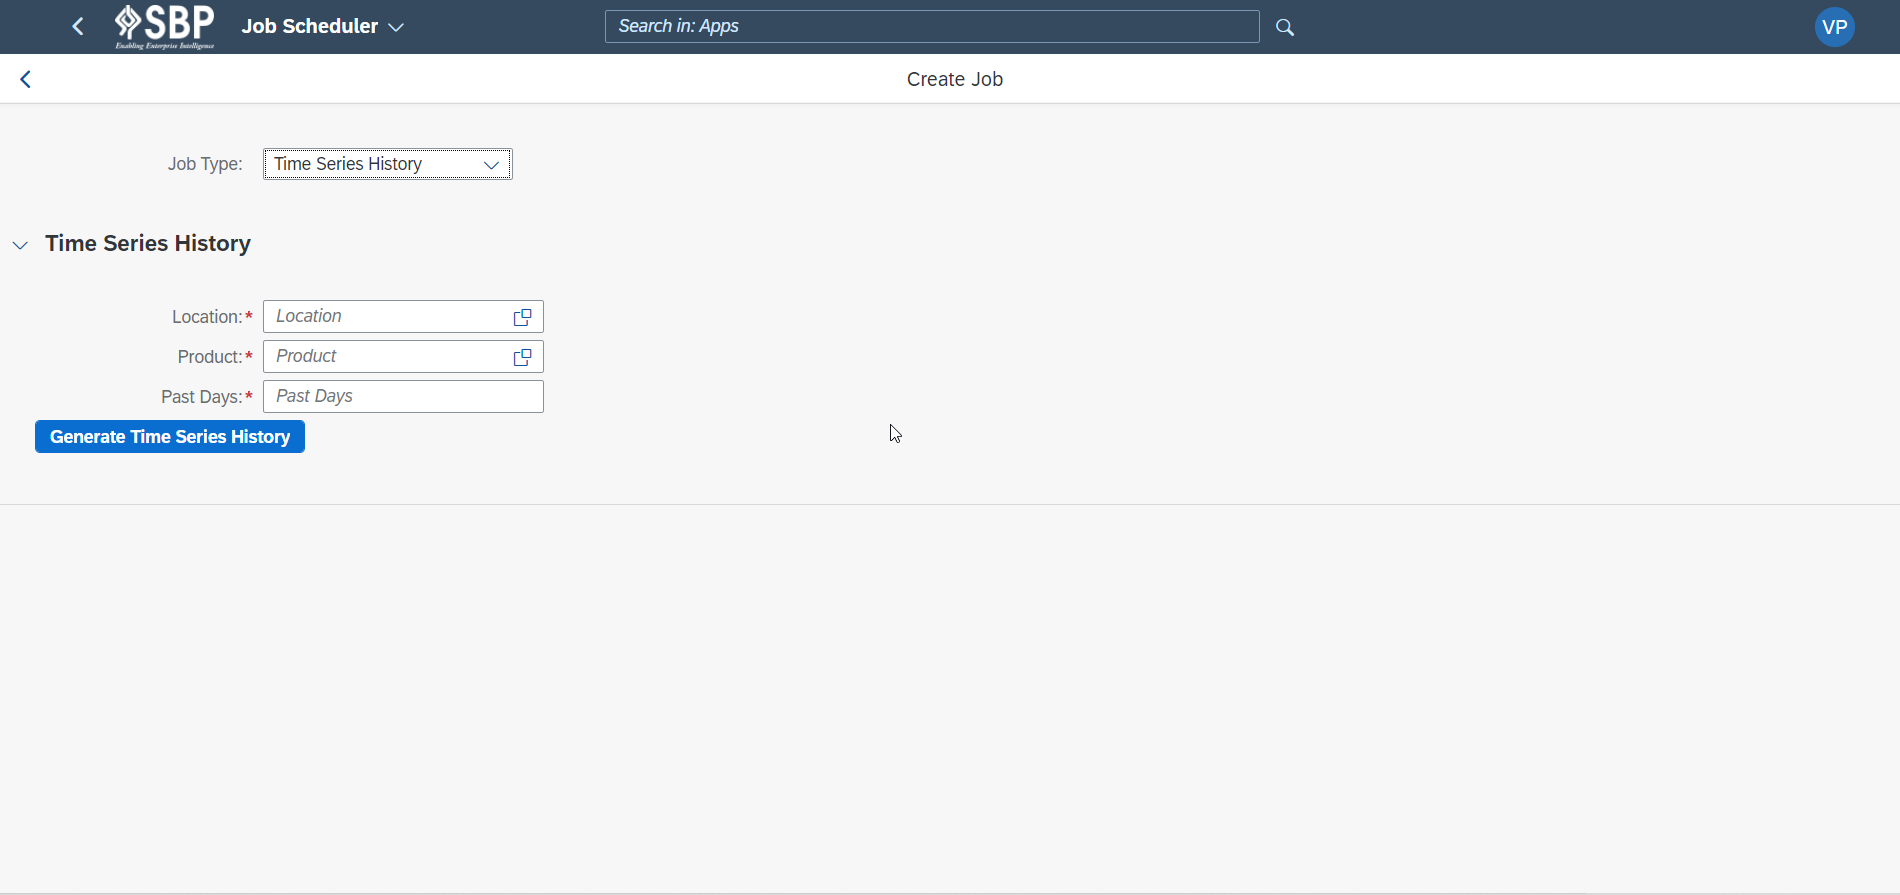 SBP
Enabling Enterprise Intelligence
Job Scheduler
Search in: Apps
VP
Create Job
Job Type: Time Series History
Time Series History
Location:* Location
Product:* Product
Past Days:* Past Days
Generate Time Series History